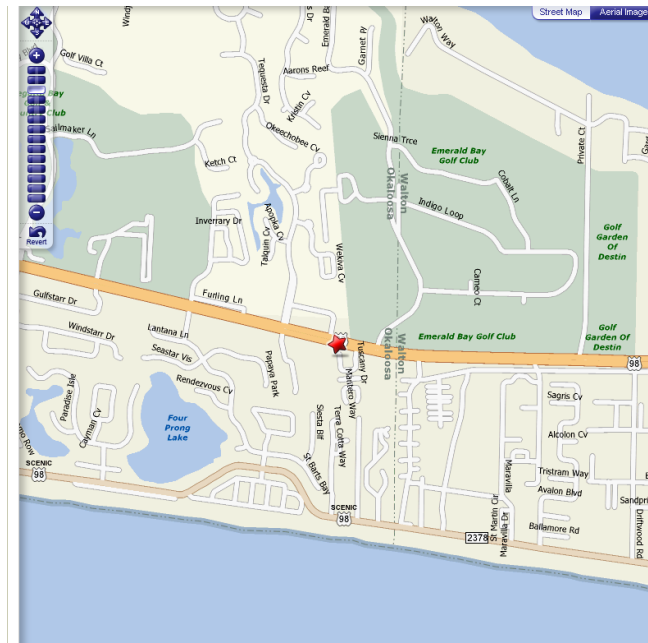 Street Map
Aerial Image
Golf Villa Ct
Aarons Reef
Garnet Pl
Walton Way
Emerald B
Tequesta Dr
Kristin Cv
Okeechobee Cv
Sailmaker Ln
Ketch Ct
Sienna Trce
Emerald Bay
Golf Club
Private Ct
Cobalt Ln
Walton
Okaloosa
Indigo Loop
Inverrary Dr
Apopka Cv
Talquin Cv
Wekiva Cv
Golf
Garden
Of
Destin
Revert
Cameo Ct
Gulfstarr Dr
Furling Ln
Windstarr Dr
Lantana Ln
Seastar Vis
Emerald Bay Golf Club
Walton
Okaloosa
Golf
Garden Of
Destin
98
Papaya Park
Tuscany Dr
Mantero Way
Rendezvous Cv
Paradise Isle
Cayman Cv
Four
Prong
Lake
Siesta Blf
Terra Cotta Way
Sagris Cv
Alcolon Cv
SCENIC
98
St Barts Bay
Maravilla
Tristram Way
Avalon Blvd
Sandpri
SCENIC
98
St Martin Cir
Maravilla Dr
Ballamore Rd
Driftwood Rd
2378